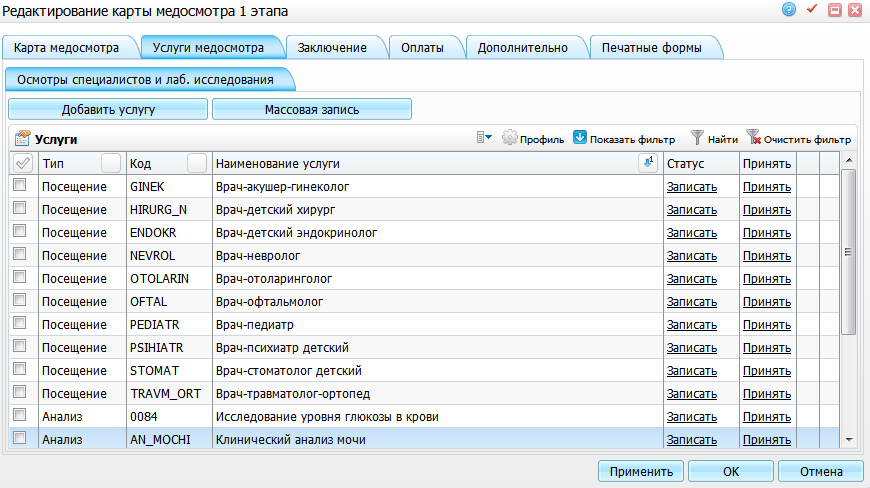 Редактирование карты медосмотра 1 этапа
Карта медосмотра Услуги медосмотра Заключение Оплаты Дополнительно Печатные формы
Осмотры специалистов и лаб. исследования
Добавить услугу Массовая запись
Услуги Профиль Показать фильтр Найти Очистить фильтр
Тип Код Наименование услуги 1 Статус Принять
Посещение GINEK Врач-акушер-гинеколог Записать Принять
Посещение HIRURG_N Врач-детский хирург Записать Принять
Посещение ENDOKR Врач-детский эндокринолог Записать Принять
Посещение NEVROL Врач-невролог Записать Принять
Посещение OTOLARIN Врач-отоларинголог Записать Принять
Посещение OFTAL Врач-офтальмолог Записать Принять
Посещение PEDIATR Врач-педиатр Записать Принять
Посещение PSIHIATR Врач-психиатр детский Записать Принять
Посещение STOMAT Врач-стоматолог детский Записать Принять
Посещение TRAVM_ORT Врач-травматолог-ортопед Записать Принять
Анализ 0084 Исследование уровня глюкозы в крови Записать Принять
Анализ AN_MOCHI Клинический анализ мочи Записать Принять
Применить OK Отмена